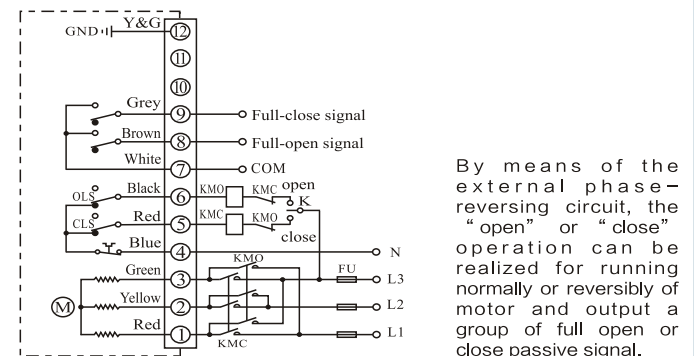 GND Y&G 12
11
10
Grey 9 Full-close signal
Brown 8 Full-open signal
White 7 COM
OLS Black 6 KMO KMC open
K
CLS Red 5 KMC KMO close
Blue 4 N
KMO
Green 3 FU L3
M Yellow 2 L2
Red 1 L1
KMC
By means of the
external phase-
reversing circuit, the
“open” or “close”
operation can be
realized for running
normally or reversibly of
motor and output a
group of full open or
close passive signal.